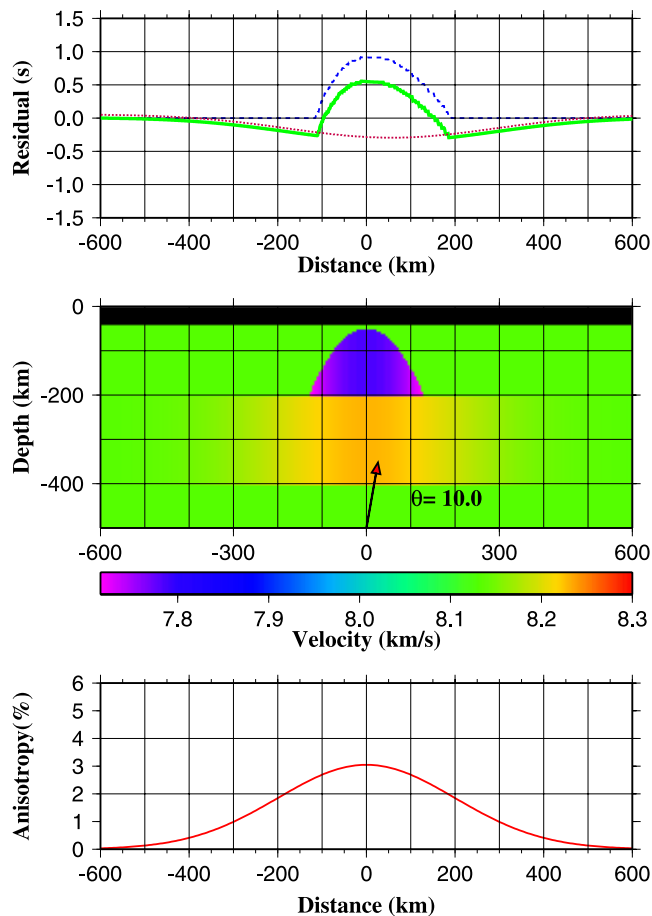 1.5
1.0
0.5
0.0
-0.5
-1.0
-1.5
Residual (s)
-600 -400 -200 0 200 400 600
Distance (km)
0
-200
-400
Depth (km)
θ= 10.0
-600 -300 0 300 600
7.8 7.9 8.0 8.1 8.2 8.3
Velocity (km/s)
6
5
4
3
2
1
0
Anisotropy(%)
-600 -400 -200 0 200 400 600
Distance (km)